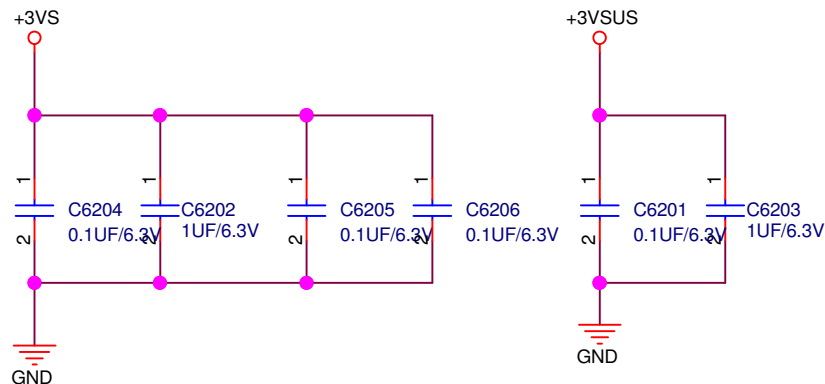 +3VS
+3VSUS
1
1
1
1
1
1
C6204
C6202
C6205
C6206
C6201
C6203
0.1UF/6.3V
1UF/6.3V
0.1UF/6.3V
0.1UF/6.3V
0.1UF/6.3V
1UF/6.3V
2
2
2
2
2
2
GND
GND